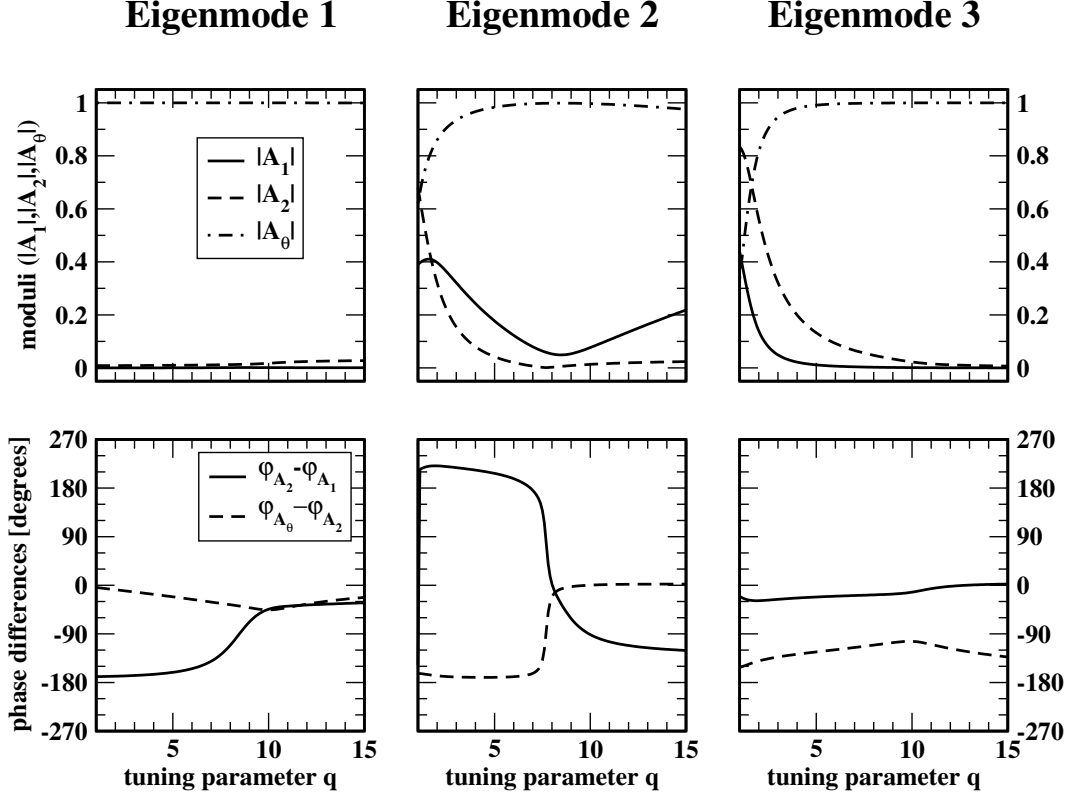 Eigenmode 1
Eigenmode 2
Eigenmode 3
moduli (|A1|,|A2|,|Aθ|)
1
0.8
0.6
0.4
0.2
0
|A1|
|A2|
|Aθ|
1
0.8
0.6
0.4
0.2
0
phase differences [degrees]
270
180
90
0
-90
-180
-270
φA2-φA1
φAθ−φA2
270
180
90
0
-90
-180
-270
5 10 15
5 10 15
5 10 15
tuning parameter q
tuning parameter q
tuning parameter q